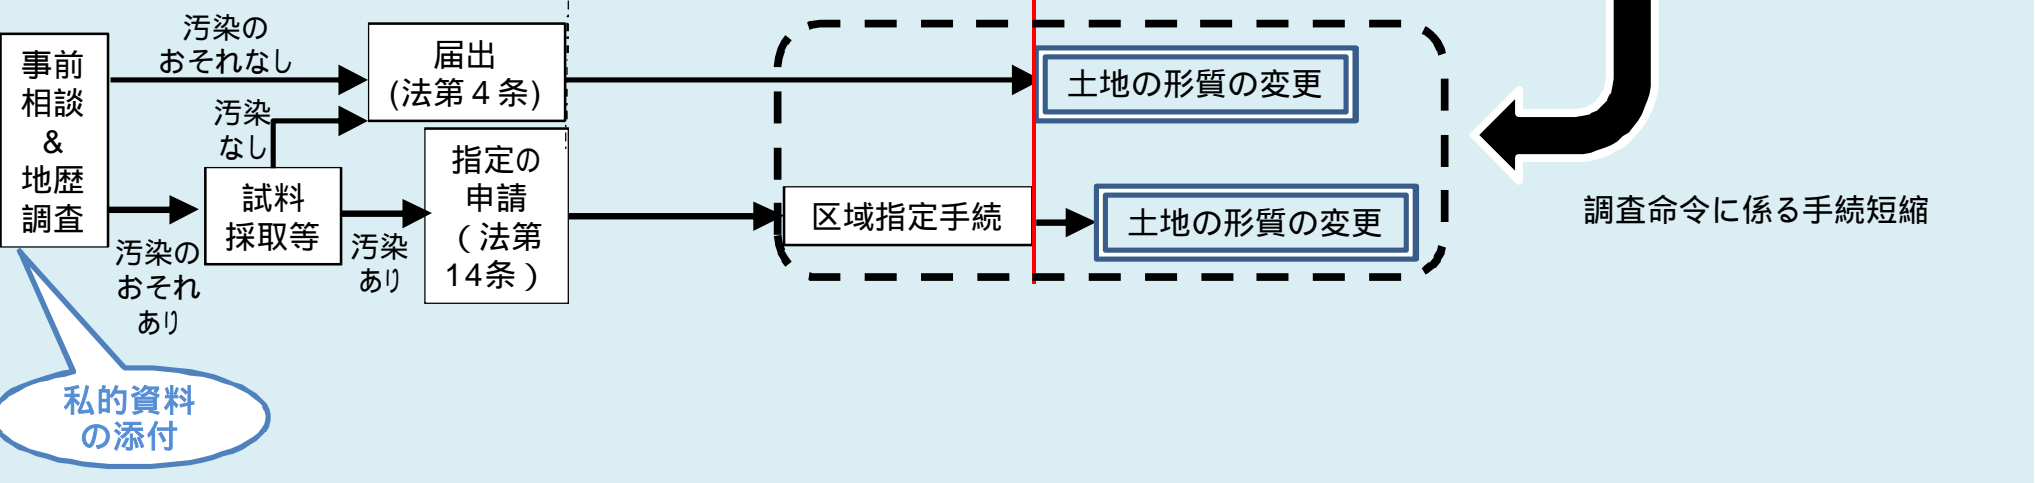 事前
相談
&
地歴
調査
汚染の
おそれなし
汚染
なし
汚染の
おそれ
あり
試料
採取等
汚染
あり
届出
(法第４条)
指定の
申請
（法第
14条）
区域指定手続
土地の形質の変更
土地の形質の変更
調査命令に係る手続短縮
私的資料
の添付